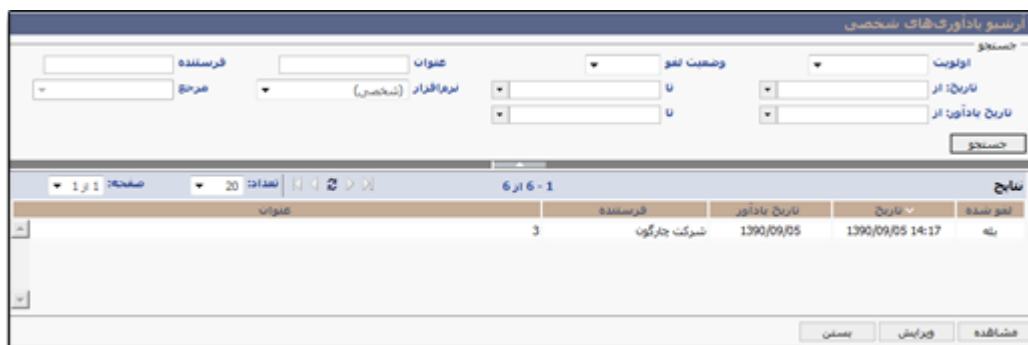 آرشیو یادآوری‌های شخصی
جستجو
اولویت وضعیت لغو عنوان فرستنده
تاریخ: از تا نرم‌افزار (شخصی) مرجع
تاریخ یادآور: از تا
جستجو
نتایج 1 - 6 از 6 تعداد: 20 صفحه: 1 از 1
لغو شده تاریخ تاریخ یادآور فرستنده عنوان
بله 1390/09/05 14:17 1390/09/05 شرکت چارگون 3
مشاهده ویرایش بستن